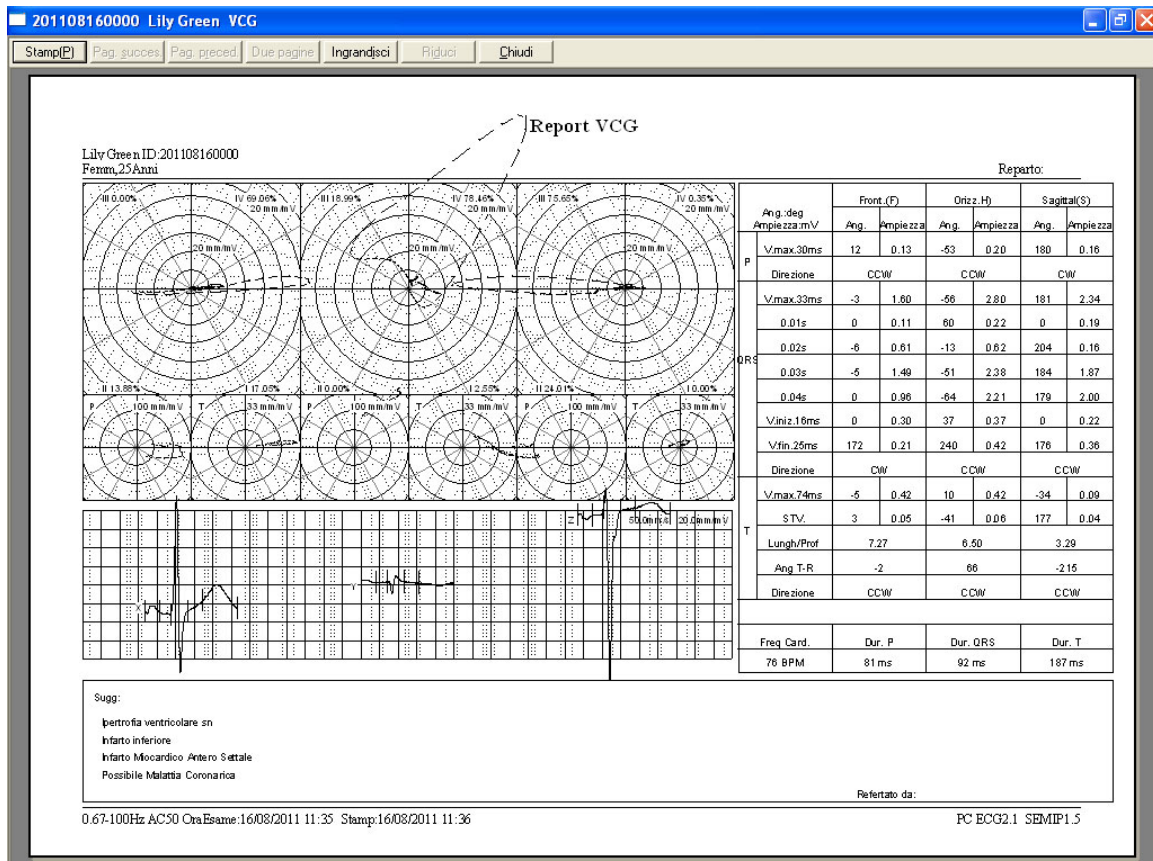 201108160000 Lily Green VCG
Stamp(P) Pag. succes. Pag. preced. Due pagine Ingrandisci Riduci Chiudi
Report VCG
Lily Green ID:201108160000
Femm,25Anni Reparto:
III 0.00% IV 69.06% III 18.99% IV 78.46% III 75.65% IV 0.35%
20 mm/mV 20 mm/mV 20 mm/mV
20 mm/mV 20 mm/mV 20 mm/mV
II 13.88% I 17.05% II 0.00% I 2.55% II 24.01% I 0.00%
P 100 mm/mV T 33 mm/mV P 100 mm/mV T 33 mm/mV P 100 mm/mV T 33 mm/mV
Z 50.0mm/s 20.0mm/mV
Y
X
Ang.:deg Front.(F) Orizz.H) Sagittal(S)
Ampiezza:mV Ang. Ampiezza Ang. Ampiezza Ang. Ampiezza
P
V.max.30ms 12 0.13 -53 0.20 180 0.16
Direzione CCW CCW CW
QRS
V.max.33ms -3 1.60 -56 2.80 181 2.34
0.01s 0 0.11 60 0.22 0 0.19
0.02s -6 0.61 -13 0.62 204 0.16
0.03s -5 1.49 -51 2.38 184 1.87
0.04s 0 0.96 -64 2.21 179 2.00
V.iniz.16ms 0 0.30 37 0.37 0 0.22
V.fin.25ms 172 0.21 240 0.42 176 0.36
Direzione CW CCW CCW
T
V.max.74ms -5 0.42 10 0.42 -34 0.09
STV. 3 0.05 -41 0.06 177 0.04
Lungh/Prof 7.27 6.50 3.29
Ang T-R -2 66 -215
Direzione CCW CCW CCW
Freq Card. Dur. P Dur. QRS Dur. T
76 BPM 81 ms 92 ms 187 ms
Sugg:
Ipertrofia ventricolare sn
Infarto inferiore
Infarto Miocardico Antero Settale
Possibile Malattia Coronarica
Refertato da:
0.67-100Hz AC50 OraEsame:16/08/2011 11:35 Stamp:16/08/2011 11:36 PC ECG2.1 SEMIP1.5